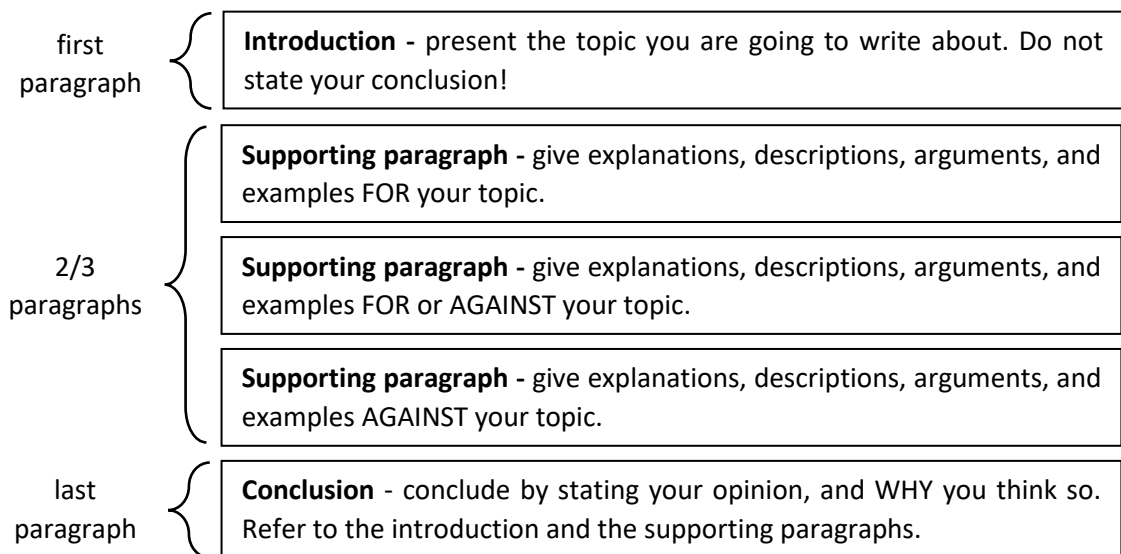 first
paragraph
Introduction - present the topic you are going to write about. Do not
state your conclusion!
2/3
paragraphs
Supporting paragraph - give explanations, descriptions, arguments, and
examples FOR your topic.
Supporting paragraph - give explanations, descriptions, arguments, and
examples FOR or AGAINST your topic.
Supporting paragraph - give explanations, descriptions, arguments, and
examples AGAINST your topic.
last
paragraph
Conclusion - conclude by stating your opinion, and WHY you think so.
Refer to the introduction and the supporting paragraphs.